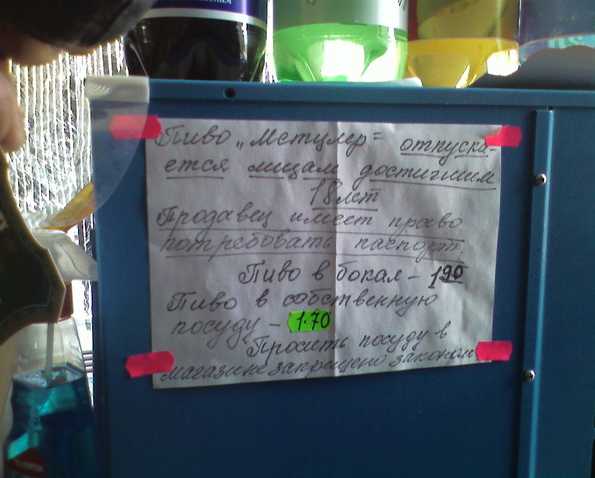 Пиво „Мстулер" отпуска-
ется лицам достигшим
18 лет
Продавец имеет право
потребовать паспорт
Пиво в бокал - 1 90
Пиво в собственную
посуду - 1.70
Просить посуду в
магазине запрещено законом